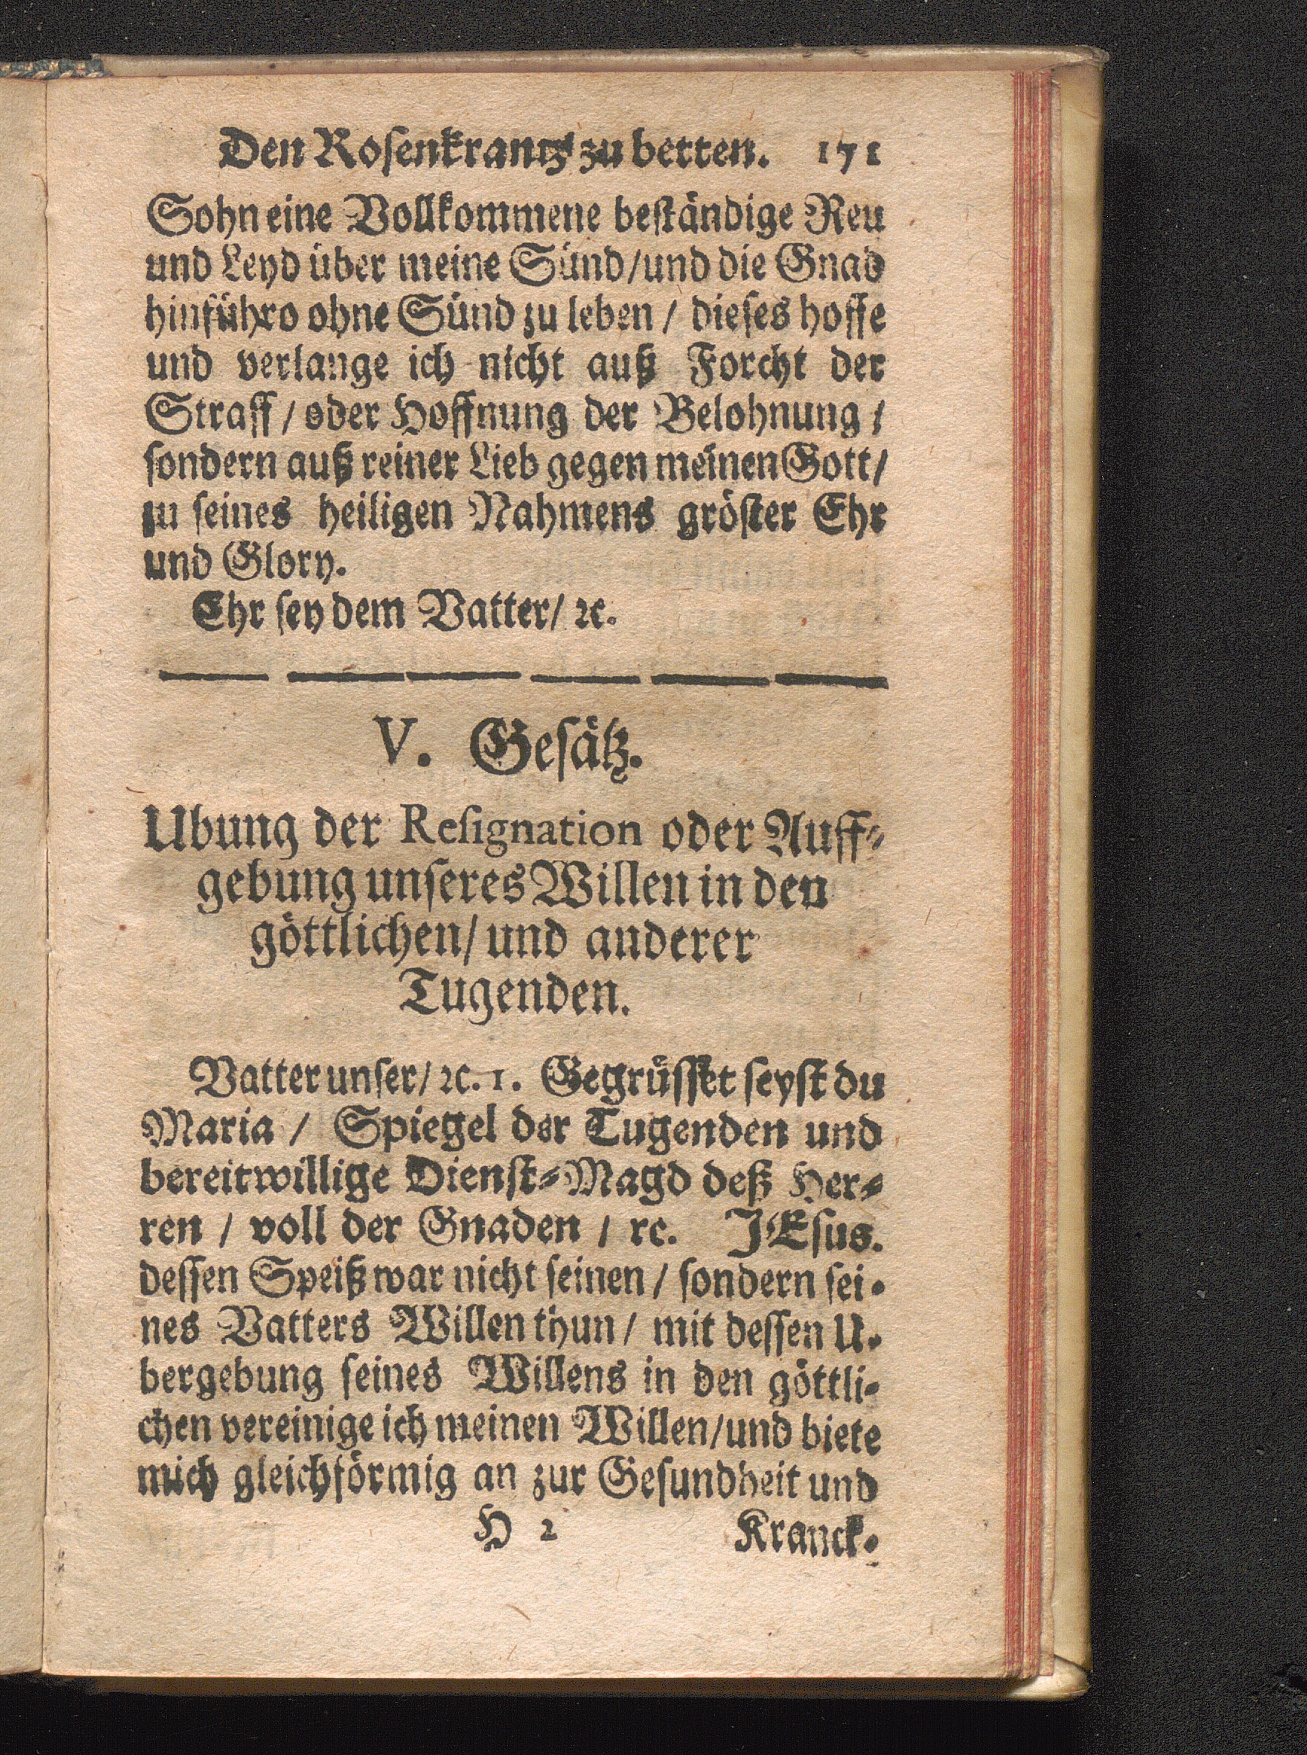 Den Rosenkrantz zu betten. 171
Sohn eine Vollkommene beständige Reu
und Leyd über meine Sünd/und die Gnad
hinführo ohne Sünd zu leben / dieses hoffe
und verlange ich nicht auß Forcht der
Straff / oder Hoffnung der Belohnung /
sondern auß reiner Lieb gegen meinen Gott/
zu seines heiligen Nahmens gröster Ehr
und Glory.
Ehr sey dem Vatter/ ꝛc.
V. Gesätz.
Ubung der Resignation oder Auff-
gebung unseres Willen in den
göttlichen/ und anderer
Tugenden.
Vatter unser/ ꝛc. 1. Gegrüsset seyst du
Maria / Spiegel der Tugenden und
bereitwillige Dienst-Magd deß Her-
ren / voll der Gnaden / ꝛc. JEsus.
dessen Speiß war nicht seinen / sondern sei-
nes Vatters Willen thun / mit dessen U-
bergebung seines Willens in den göttli-
chen vereinige ich meinen Willen/und biete
mich gleichförmig an zur Gesundheit und
H 2 Kranck-